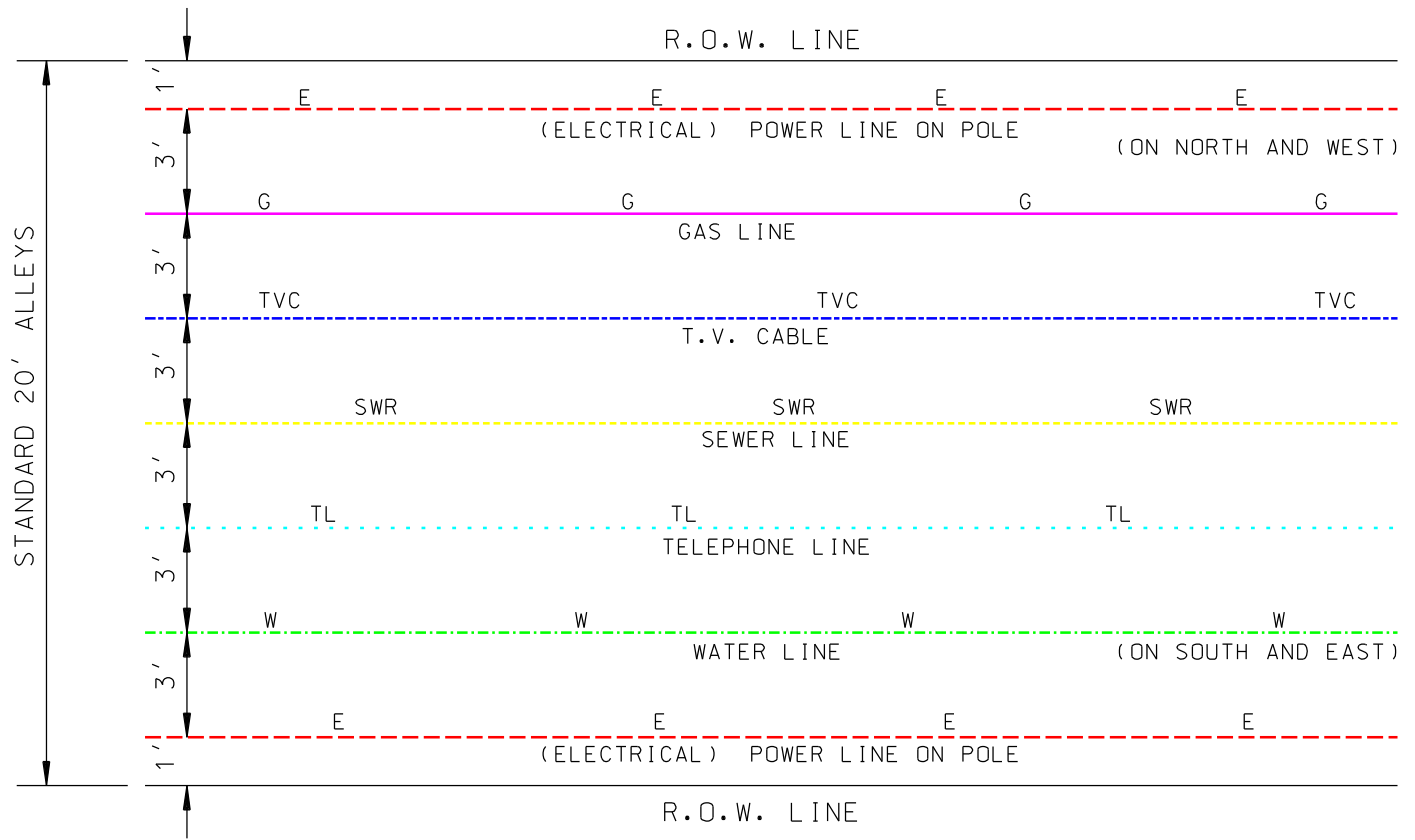 R.O.W. LINE
1'
E E E E
(ELECTRICAL) POWER LINE ON POLE
(ON NORTH AND WEST)
3'
G G G G
GAS LINE
3'
TVC TVC TVC
T.V. CABLE
3'
SWR SWR SWR
SEWER LINE
3'
TL TL TL
TELEPHONE LINE
3'
W W W W
WATER LINE (ON SOUTH AND EAST)
3'
E E E E
(ELECTRICAL) POWER LINE ON POLE
1'
R.O.W. LINE
STANDARD 20' ALLEYS